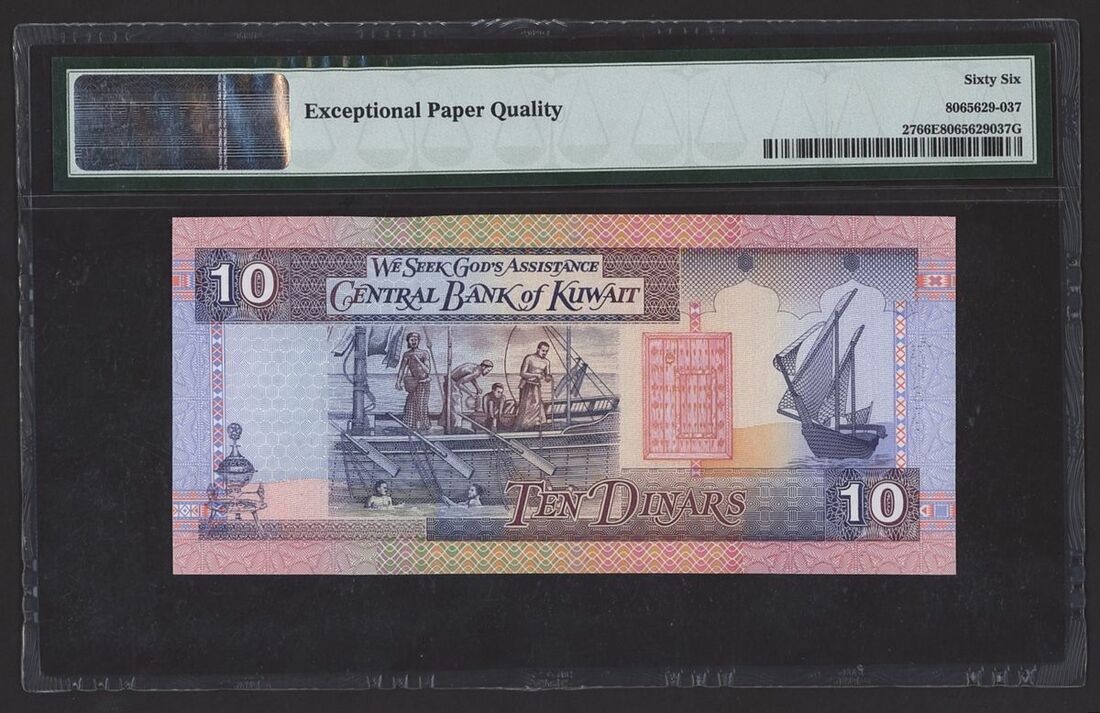 Exceptional Paper Quality
Sixty Six
8065629-037
2766E8065629037G
10
WE SEEK GOD'S ASSISTANCE
CENTRAL BANK of KUWAIT
TEN DINARS
10